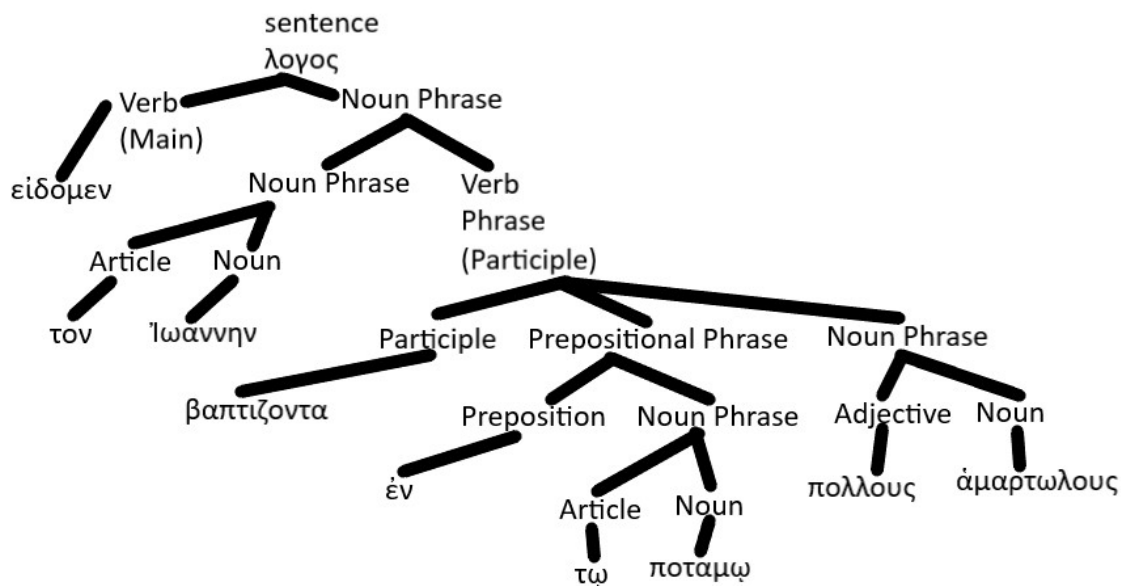 sentence
λογος
Verb
(Main)
Noun Phrase
εἰδομεν
Noun Phrase
Verb
Phrase
(Participle)
Article
Noun
τον
Ἰωαννην
Participle
Prepositional Phrase
Noun Phrase
βαπτιζοντα
Preposition
Noun Phrase
Adjective
Noun
ἐν
πολλους
ἁμαρτωλους
Article
Noun
τῳ
ποταμῳ